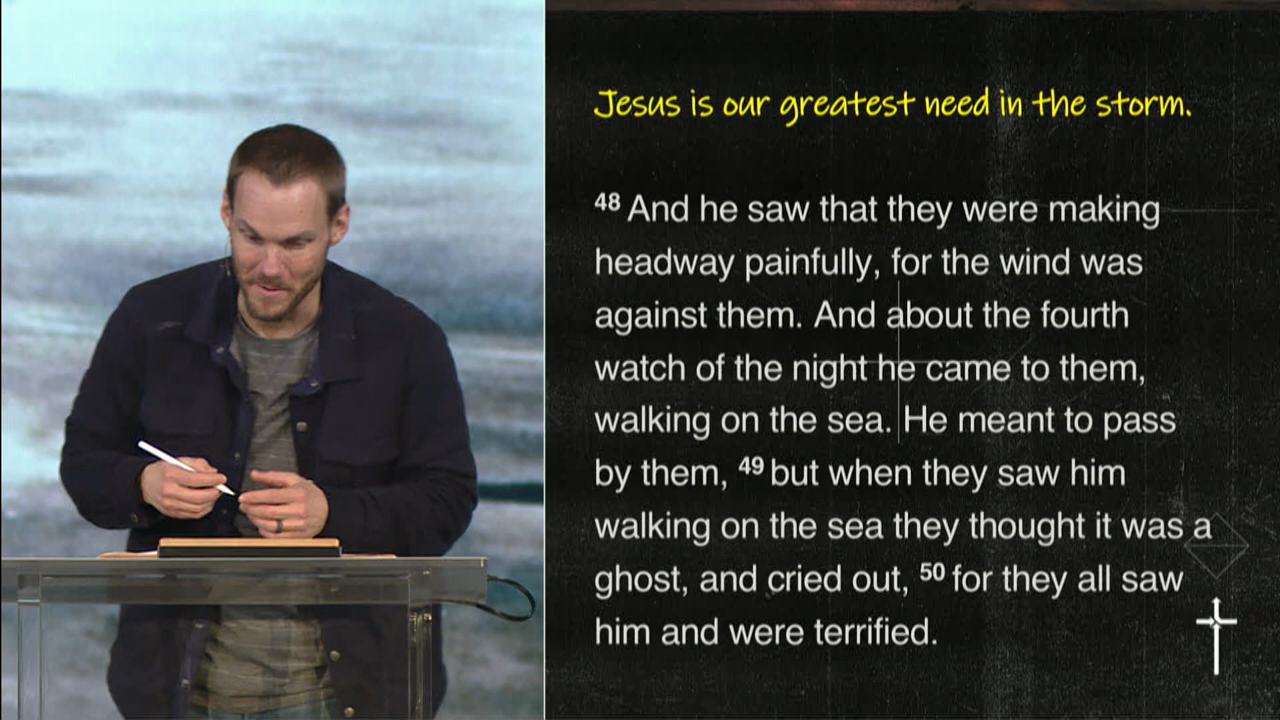 Jesus is our greatest need in the storm.
48 And he saw that they were making
headway painfully, for the wind was
against them. And about the fourth
watch of the night he came to them,
walking on the sea. He meant to pass
by them, 49 but when they saw him
walking on the sea they thought it was a
ghost, and cried out, 50 for they all saw
him and were terrified.